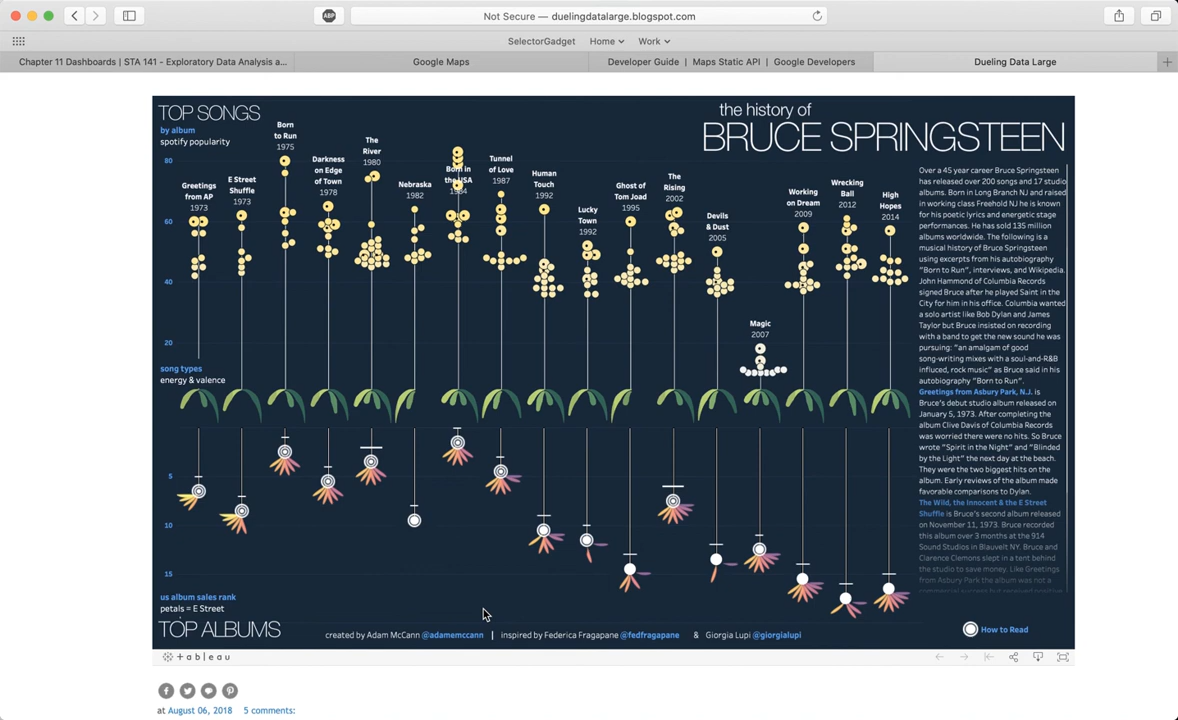 Not Secure — duelingdatalarge.blogspot.com
ABP
SelectorGadget Home Work
Chapter 11 Dashboards | STA 141 - Exploratory Data Analysis a...
Google Maps
Developer Guide | Maps Static API | Google Developers
Dueling Data Large
TOP SONGS
by album
spotify popularity
the history of
BRUCE SPRINGSTEEN
Greetings
from AP
1973
E Street
Shuffle
1973
Born
to Run
1975
Darkness
on Edge
of Town
1978
The
River
1980
Nebraska
1982
Born in
the USA
1984
Tunnel
of Love
1987
Human
Touch
1992
Lucky
Town
1992
Ghost of
Tom Joad
1995
The
Rising
2002
Devils
& Dust
2005
Magic
2007
Working
on Dream
2009
Wrecking
Ball
2012
High
Hopes
2014
80
60
40
20
song types
energy & valence
5
10
15
us album sales rank
petals = E Street
TOP ALBUMS
Over a 45 year career Bruce Springsteen
has released over 200 songs and 17 studio
albums. Born in Long Branch NJ and raised
in working class Freehold NJ he is known
for his poetic lyrics and energetic stage
performances. He has sold 135 million
albums worldwide. The following is a
musical history of Bruce Springsteen
using excerpts from his autobiography
"Born to Run", interviews, and Wikipedia.
John Hammond of Columbia Records
signed Bruce after he played Saint in the
City for him in his office. Columbia wanted
a solo artist like Bob Dylan and James
Taylor but Bruce insisted on recording
with a band to get the new sound he was
pursuing: "an amalgam of good
song-writing mixes with a soul-and-R&B
infuced, rock music" as Bruce said in his
autobiography "Born to Run".
Greetings from Asbury Park, N.J. is
Bruce's debut studio album released on
January 5, 1973. After completing the
album Clive Davis of Columbia Records
was worried there were no hits. So Bruce
wrote "Spirit in the Night" and "Blinded
by the Light" the next day at the beach.
They were the two biggest hits on the
album. Early reviews of the album made
favorable comparisons to Dylan.
The Wild, the Innocent & the E Street
Shuffle is Bruce's second album released
on November 11, 1973. Bruce recorded
this album over 3 months at the 914
Sound Studios in Blauvelt NY. Bruce and
Clarence Clemons slept in a tent behind
the studio to save money. Like Greetings
from Asbury Park the album was not a
commercial success but received positive
created by Adam McCann @adamemccann | inspired by Federica Fragapane @fedfragapane & Giorgia Lupi @giorgialupi
How to Read
+ a b l e a u
at August 06, 2018 5 comments: